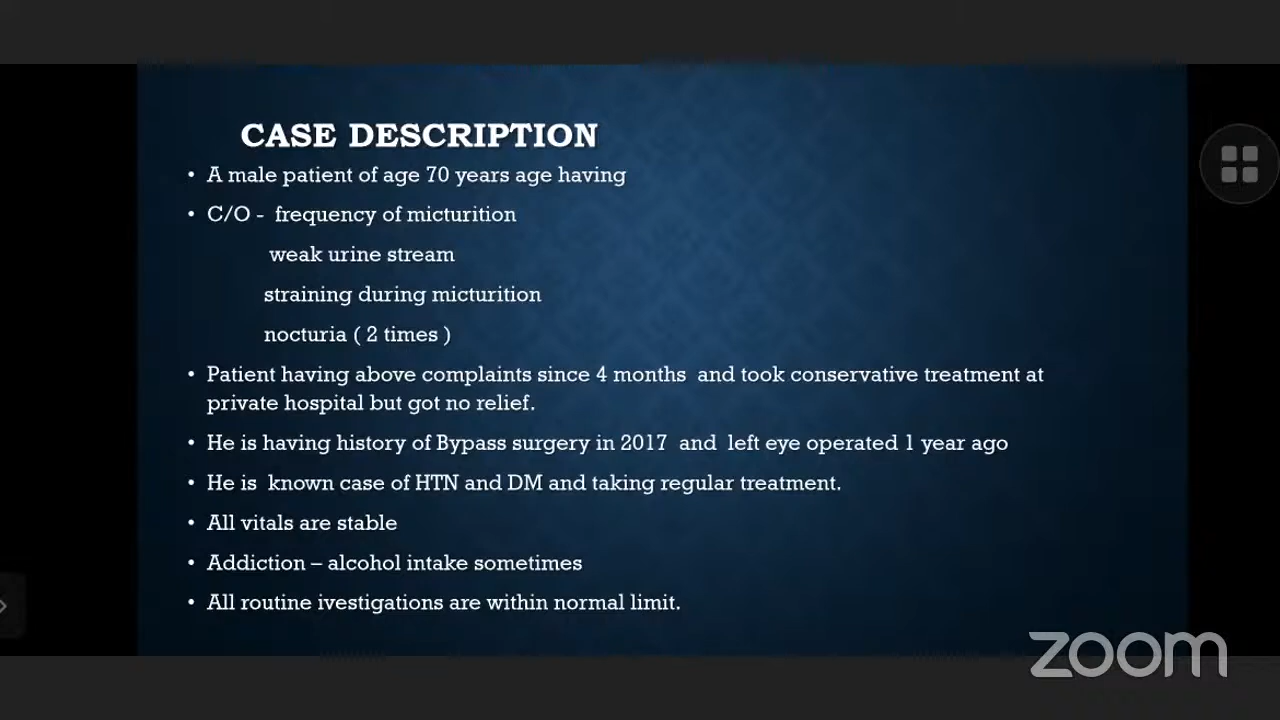 CASE DESCRIPTION
• A male patient of age 70 years age having
• C/O - frequency of micturition
weak urine stream
straining during micturition
nocturia ( 2 times )
• Patient having above complaints since 4 months and took conservative treatment at
private hospital but got no relief.
• He is having history of Bypass surgery in 2017 and left eye operated 1 year ago
• He is known case of HTN and DM and taking regular treatment.
• All vitals are stable
• Addiction – alcohol intake sometimes
• All routine ivestigations are within normal limit.
zoom